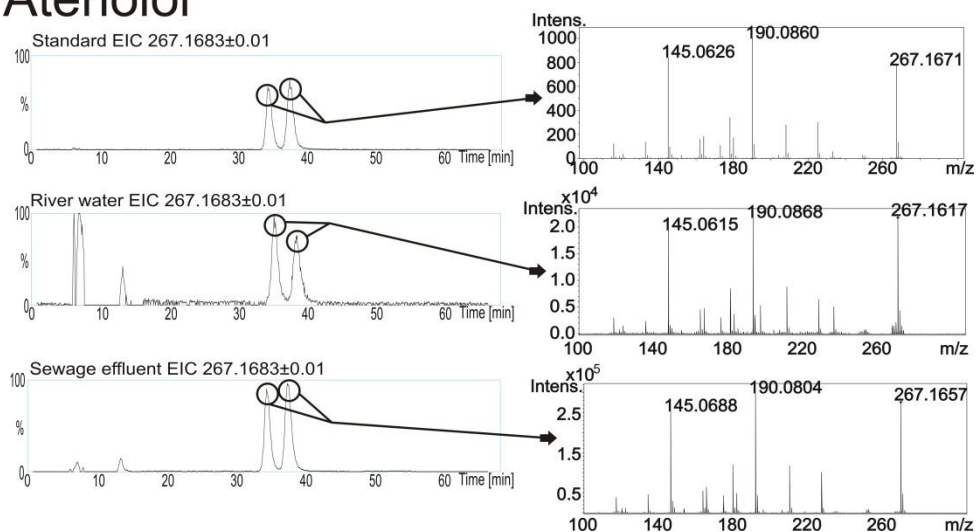 Atenolol
Standard EIC 267.1683±0.01
100
%
0
0 10 20 30 40 50 60 Time [min]
Intens.
1000
800
600
400
200
0
145.0626
190.0860
267.1671
100 140 180 220 260 m/z
River water EIC 267.1683±0.01
100
%
0
0 10 20 30 40 50 60 Time [min]
x10⁴
Intens.
2.0
1.5
1.0
0.5
0.0
145.0615
190.0868
267.1617
100 140 180 220 260 m/z
Sewage effluent EIC 267.1683±0.01
100
%
0
0 10 20 30 40 50 60 Time [min]
x10⁵
Intens.
2.5
1.5
0.5
145.0688
190.0804
267.1657
100 140 180 220 260 m/z